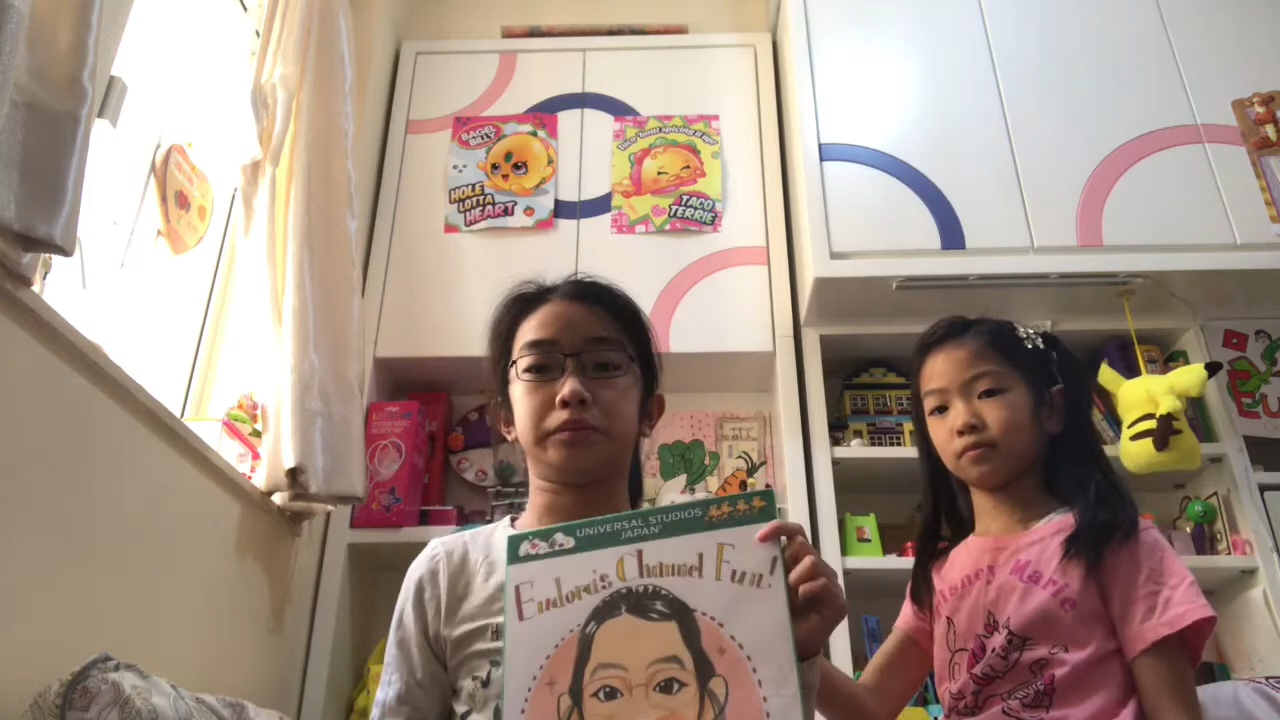 BAGEL
BILLY
HOLE
LOTTA
HEART
taco 'bout spicing it up!
TACO
TERRIE
UNIVERSAL STUDIOS
JAPAN
Eudora's Channel Fun!
Disney Marie